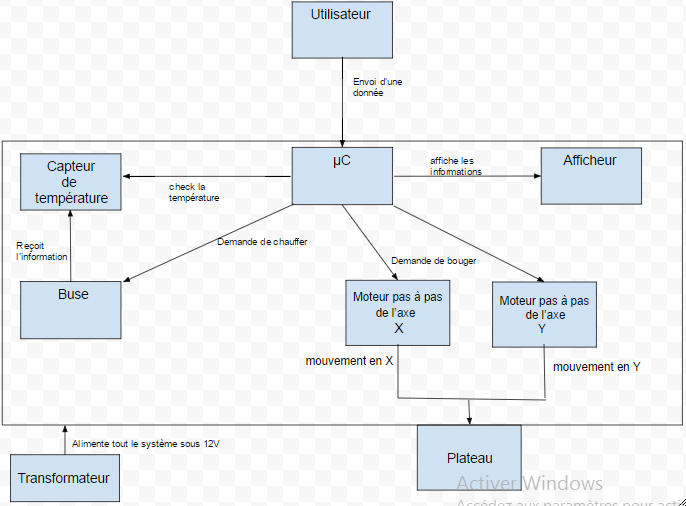 Utilisateur
Envoi d'une
donnée
Capteur
de
température
µC
affiche les
informations
Afficheur
check la
température
Reçoit
l'information
Demande de chauffer
Demande de bouger
Buse
Moteur pas à pas
de l'axe
X
Moteur pas à pas
de l'axe
Y
mouvement en X
mouvement en Y
Alimente tout le système sous 12V
Transformateur
Plateau
Activer Windows
Accédez aux paramètres pour acti